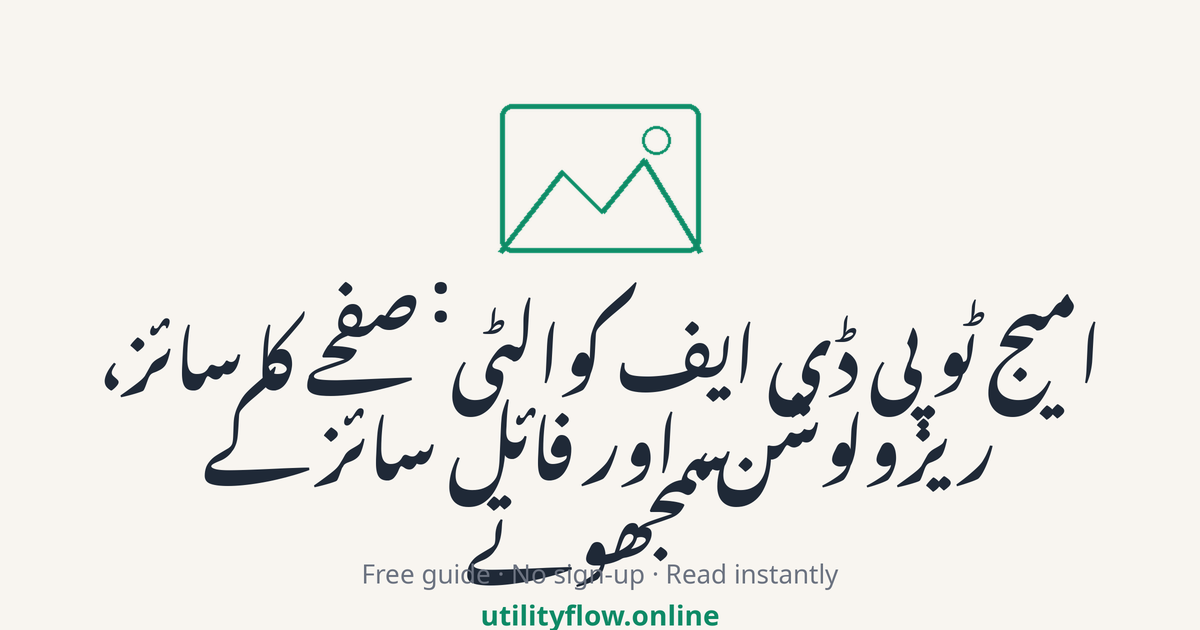 امیج ٹو پی ڈی ایف کوالٹی: صفحے کا سائز،
ریزولوشن اور فائل سائز کے
سمجھوتے
Free guide · No sign-up · Read instantly
utilityflow.online